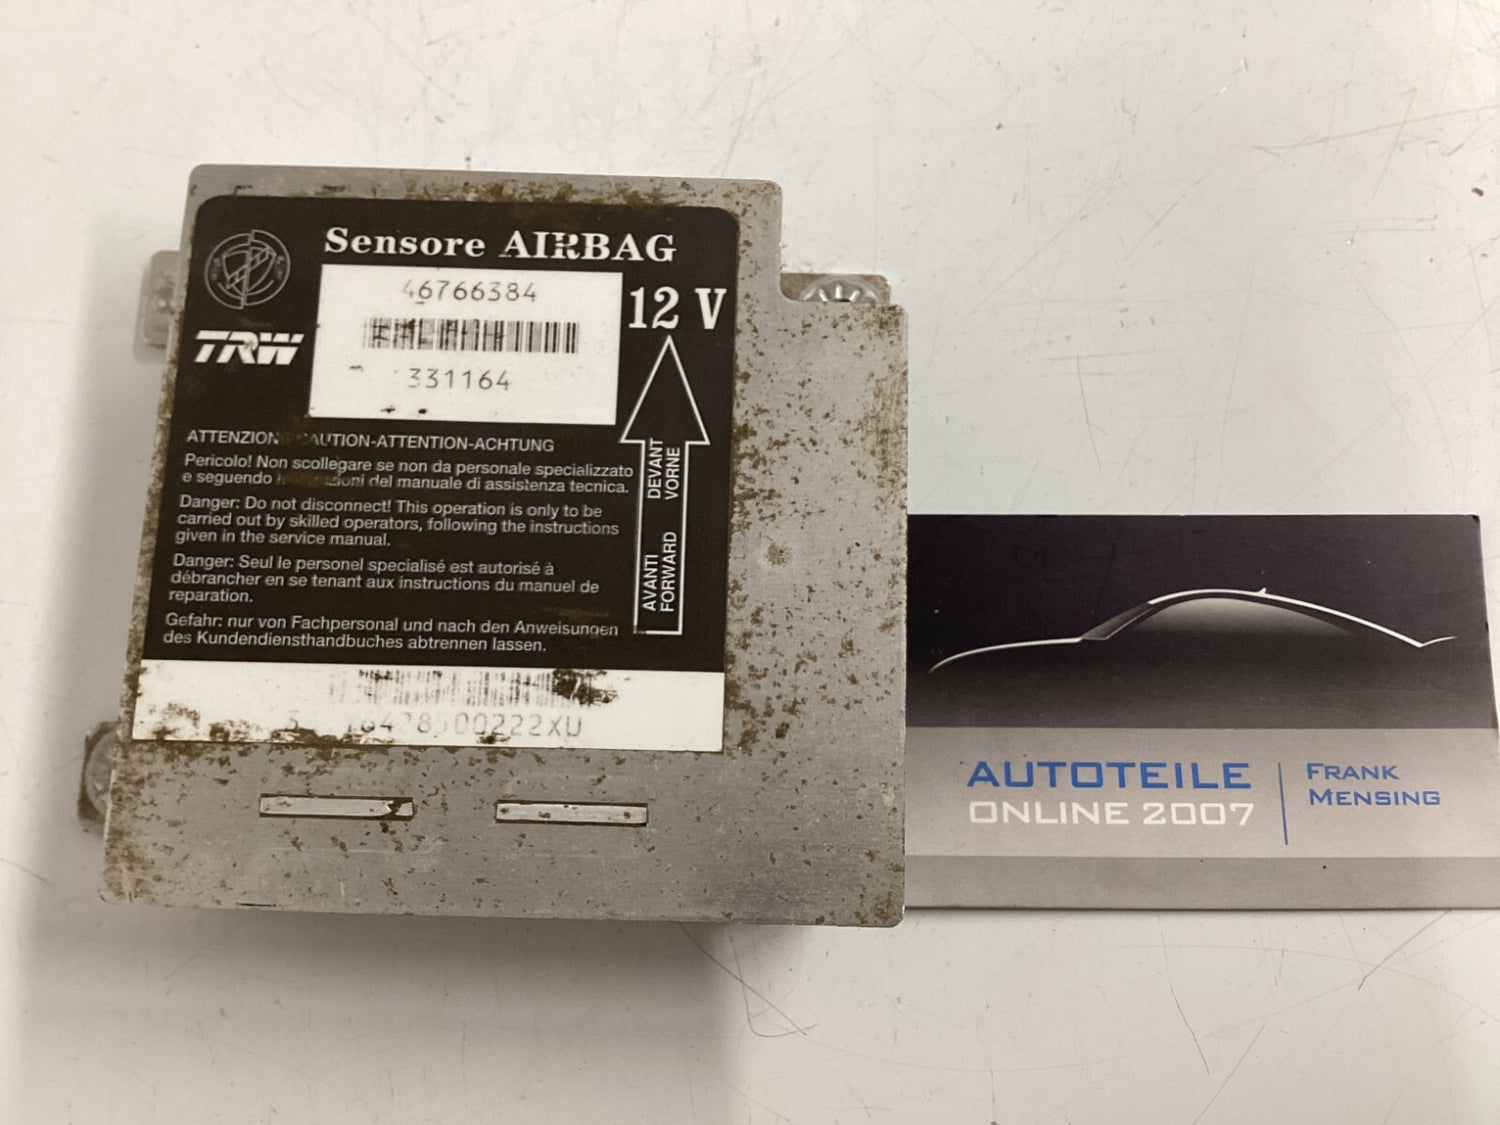 Sensore AIRBAG
46766384
12 V
TRW
331164
CAUTION-ATTENTION-ACHTUNG
Pericolo! Non scollegare se non da personale specializzato
e seguendo del manuale di assistenza tecnica.
Danger: Do not disconnect! This operation is only to be
carried out by skilled operators, following the instructions
given in the service manual.
Danger: Seul le personel specialisé est autorisé à
débrancher en se tenant aux instructions du manuel de
reparation.
Gefahr: nur von Fachpersonal und nach den Anweisungen
des Kundendiensthandbuches abtrennen lassen.
AVANTI DEVANT
FORWARD VORNE
AUTOTEILE
ONLINE 2007
FRANK
MENSING